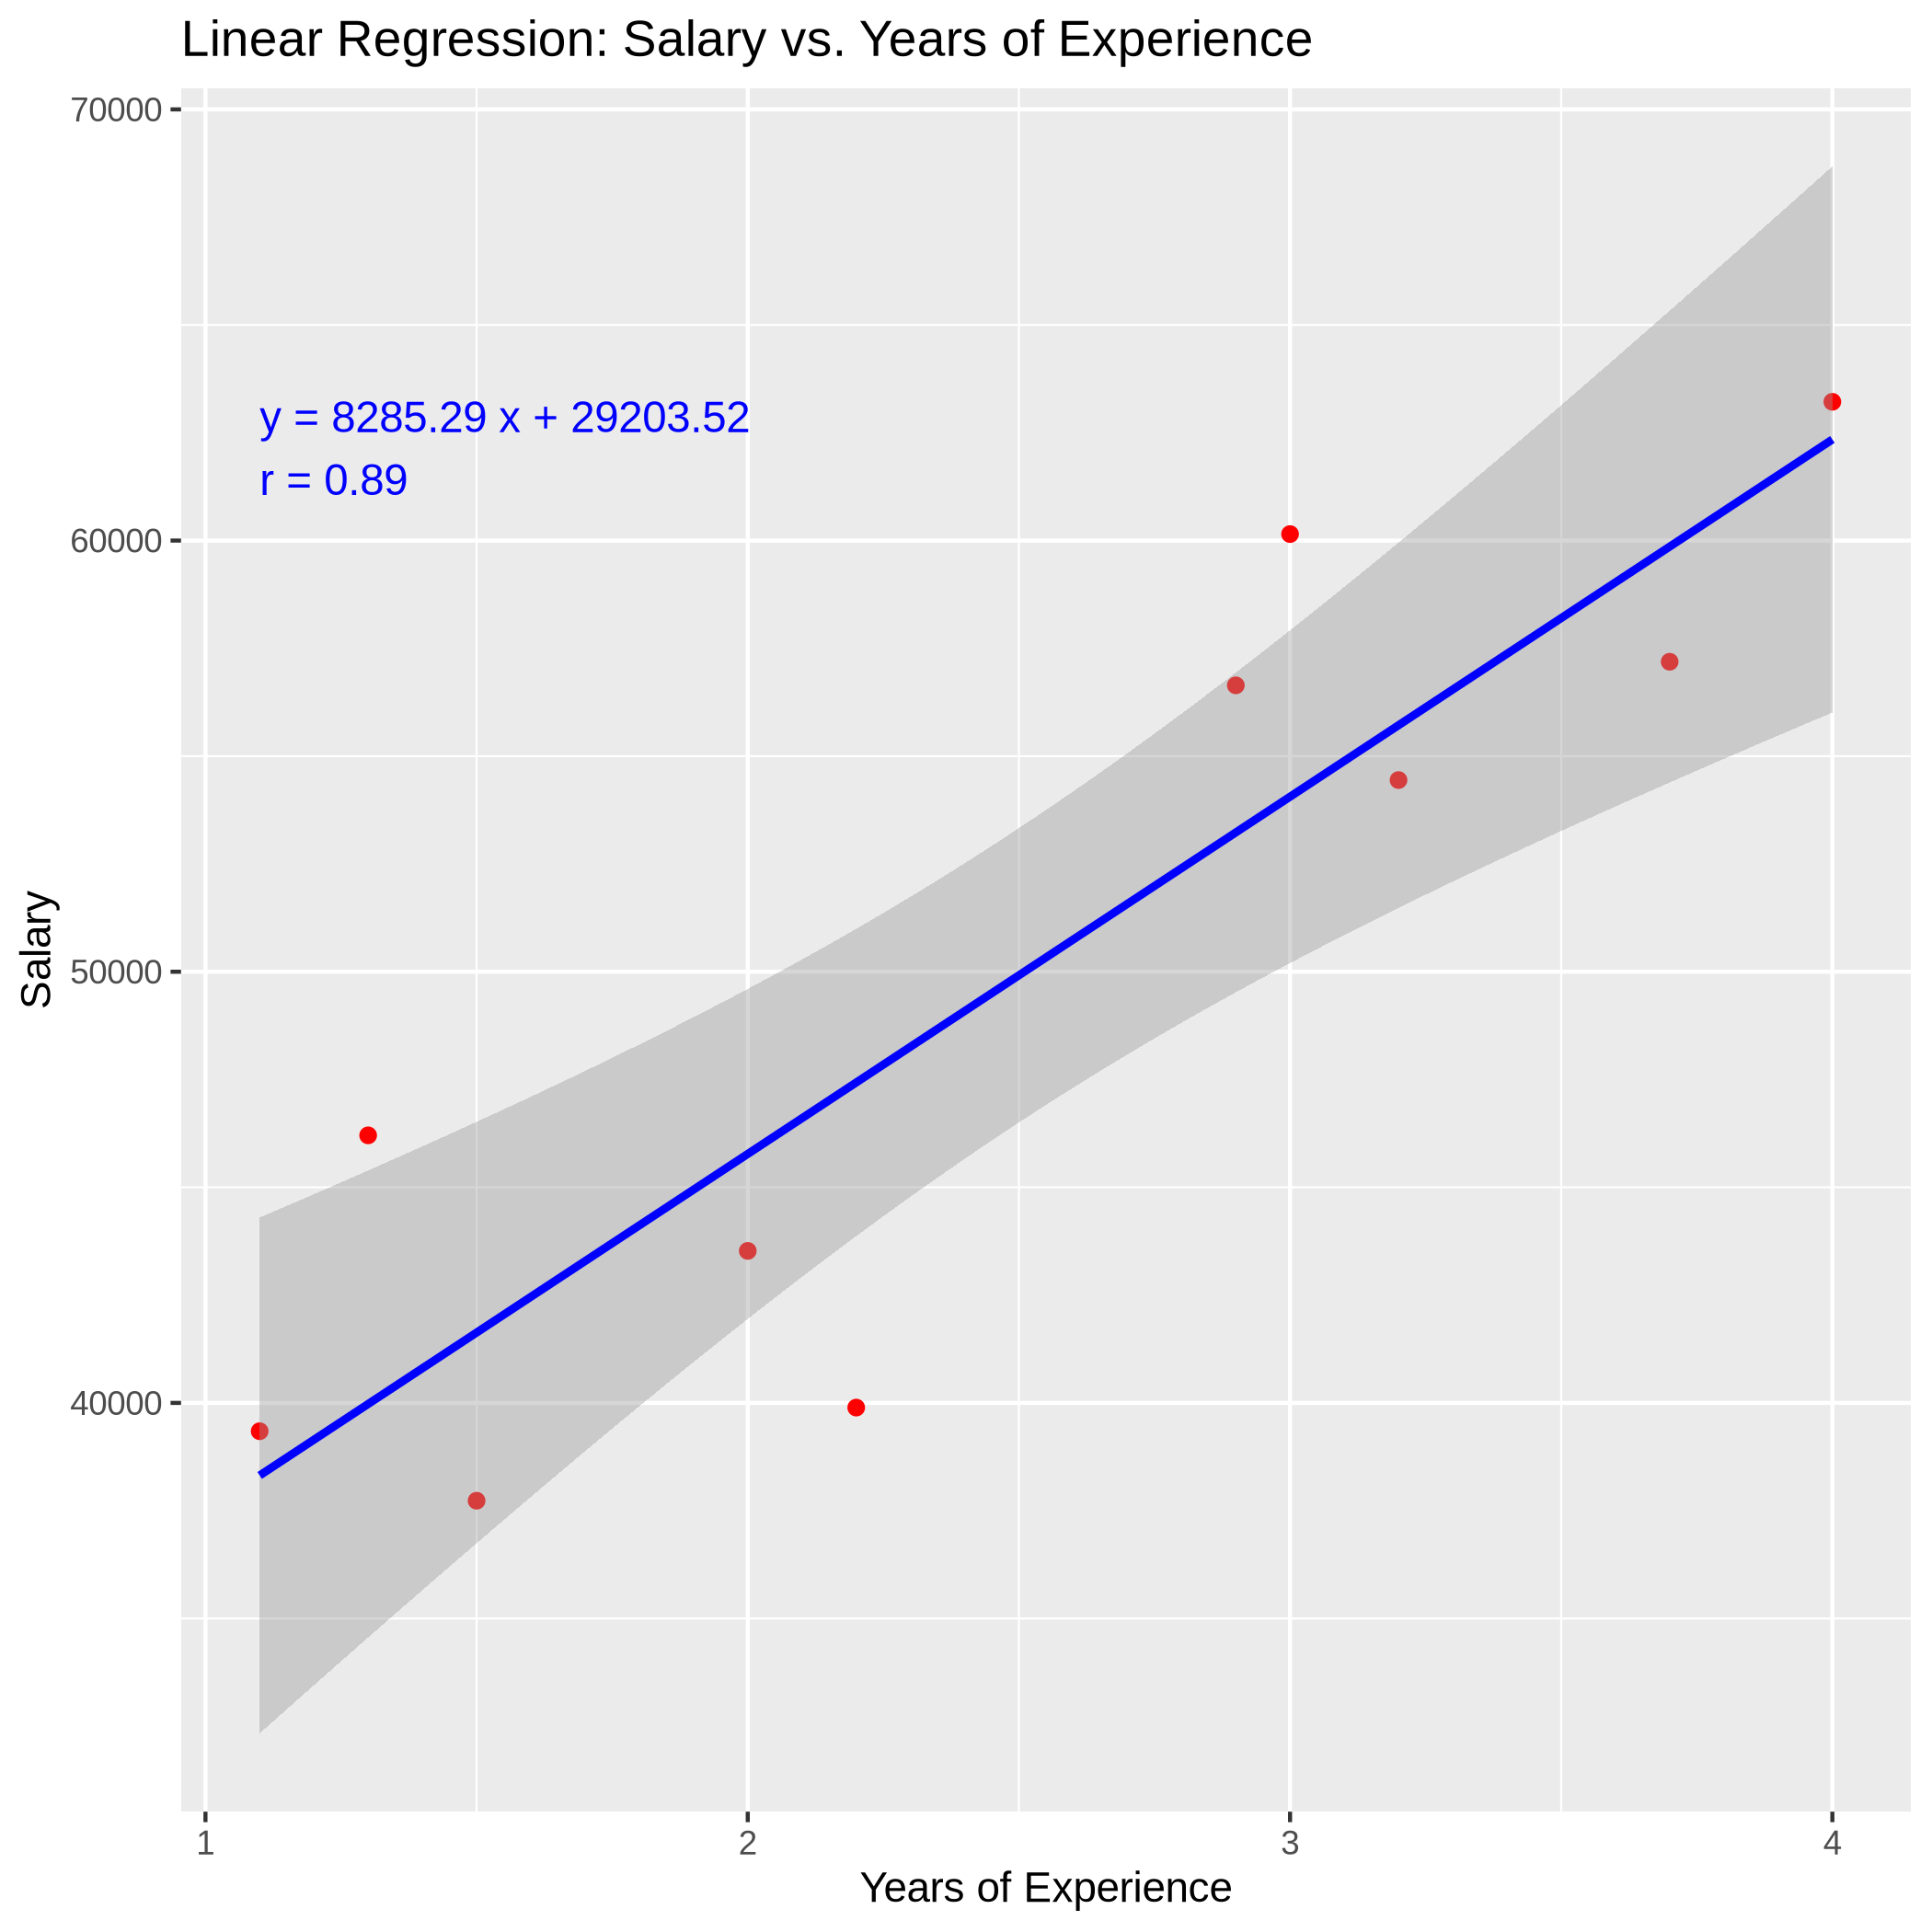 Linear Regression: Salary vs. Years of Experience
70000
60000
50000
40000
y = 8285.29 x + 29203.52
r = 0.89
Salary
1 2 3 4
Years of Experience